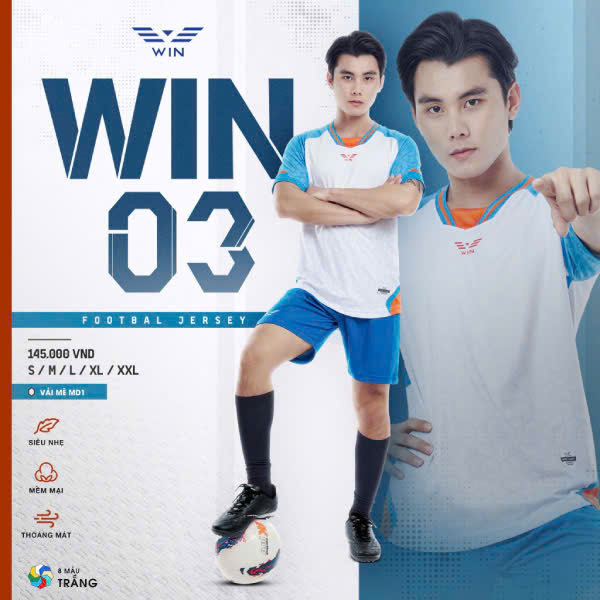 WIN
WIN
03
FOOTBAL JERSEY
145.000 VND
S / M / L / XL / XXL
VẢI MÈ MD1
SIÊU NHẸ
MỀM MẠI
THOÁNG MÁT
8 MÀU
TRẮNG
WIN
WIN